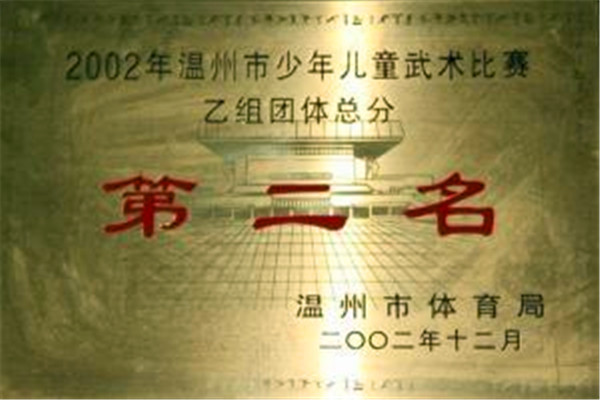 2002年温州市少年儿童武术比赛
乙组团体总分
第二名
温州市体育局
二〇〇二年十二月